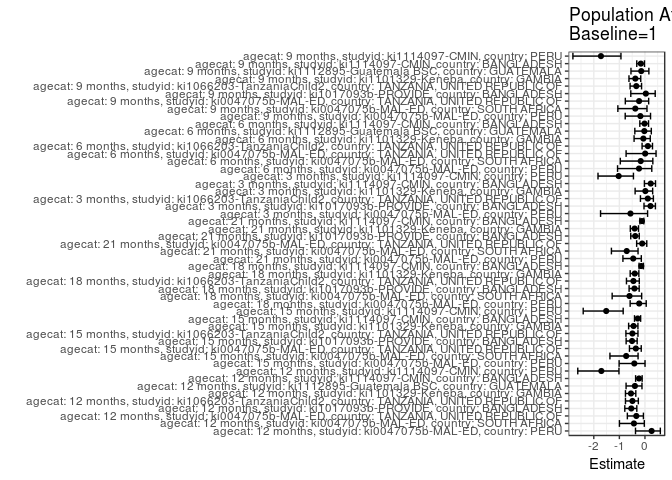 Population A
Baseline=1
agecat: 9 months, studyid: ki1114097-CMIN, country: PERU
agecat: 9 months, studyid: ki1114097-CMIN, country: BANGLADESH
agecat: 9 months, studyid: ki1112895-Guatemala BSC, country: GUATEMALA
agecat: 9 months, studyid: ki1101329-Keneba, country: GAMBIA
agecat: 9 months, studyid: ki1066203-TanzaniaChild2, country: TANZANIA, UNITED REPUBLIC OF
agecat: 9 months, studyid: ki1017093b-PROVIDE, country: BANGLADESH
agecat: 9 months, studyid: ki0047075b-MAL-ED, country: TANZANIA, UNITED REPUBLIC OF
agecat: 9 months, studyid: ki0047075b-MAL-ED, country: SOUTH AFRICA
agecat: 9 months, studyid: ki0047075b-MAL-ED, country: PERU
agecat: 6 months, studyid: ki1114097-CMIN, country: BANGLADESH
agecat: 6 months, studyid: ki1112895-Guatemala BSC, country: GUATEMALA
agecat: 6 months, studyid: ki1101329-Keneba, country: GAMBIA
agecat: 6 months, studyid: ki1066203-TanzaniaChild2, country: TANZANIA, UNITED REPUBLIC OF
agecat: 6 months, studyid: ki0047075b-MAL-ED, country: TANZANIA, UNITED REPUBLIC OF
agecat: 6 months, studyid: ki0047075b-MAL-ED, country: SOUTH AFRICA
agecat: 6 months, studyid: ki0047075b-MAL-ED, country: PERU
agecat: 3 months, studyid: ki1114097-CMIN, country: PERU
agecat: 3 months, studyid: ki1114097-CMIN, country: BANGLADESH
agecat: 3 months, studyid: ki1101329-Keneba, country: GAMBIA
agecat: 3 months, studyid: ki1066203-TanzaniaChild2, country: TANZANIA, UNITED REPUBLIC OF
agecat: 3 months, studyid: ki1017093b-PROVIDE, country: BANGLADESH
agecat: 3 months, studyid: ki0047075b-MAL-ED, country: PERU
agecat: 21 months, studyid: ki1114097-CMIN, country: BANGLADESH
agecat: 21 months, studyid: ki1101329-Keneba, country: GAMBIA
agecat: 21 months, studyid: ki1017093b-PROVIDE, country: BANGLADESH
agecat: 21 months, studyid: ki0047075b-MAL-ED, country: TANZANIA, UNITED REPUBLIC OF
agecat: 21 months, studyid: ki0047075b-MAL-ED, country: SOUTH AFRICA
agecat: 21 months, studyid: ki0047075b-MAL-ED, country: PERU
agecat: 18 months, studyid: ki1114097-CMIN, country: BANGLADESH
agecat: 18 months, studyid: ki1101329-Keneba, country: GAMBIA
agecat: 18 months, studyid: ki1066203-TanzaniaChild2, country: TANZANIA, UNITED REPUBLIC OF
agecat: 18 months, studyid: ki1017093b-PROVIDE, country: BANGLADESH
agecat: 18 months, studyid: ki0047075b-MAL-ED, country: SOUTH AFRICA
agecat: 18 months, studyid: ki0047075b-MAL-ED, country: PERU
agecat: 15 months, studyid: ki1114097-CMIN, country: PERU
agecat: 15 months, studyid: ki1114097-CMIN, country: BANGLADESH
agecat: 15 months, studyid: ki1101329-Keneba, country: GAMBIA
agecat: 15 months, studyid: ki1066203-TanzaniaChild2, country: TANZANIA, UNITED REPUBLIC OF
agecat: 15 months, studyid: ki1017093b-PROVIDE, country: BANGLADESH
agecat: 15 months, studyid: ki0047075b-MAL-ED, country: TANZANIA, UNITED REPUBLIC OF
agecat: 15 months, studyid: ki0047075b-MAL-ED, country: SOUTH AFRICA
agecat: 15 months, studyid: ki0047075b-MAL-ED, country: PERU
agecat: 12 months, studyid: ki1114097-CMIN, country: PERU
agecat: 12 months, studyid: ki1114097-CMIN, country: BANGLADESH
agecat: 12 months, studyid: ki1112895-Guatemala BSC, country: GUATEMALA
agecat: 12 months, studyid: ki1101329-Keneba, country: GAMBIA
agecat: 12 months, studyid: ki1066203-TanzaniaChild2, country: TANZANIA, UNITED REPUBLIC OF
agecat: 12 months, studyid: ki1017093b-PROVIDE, country: BANGLADESH
agecat: 12 months, studyid: ki0047075b-MAL-ED, country: TANZANIA, UNITED REPUBLIC OF
agecat: 12 months, studyid: ki0047075b-MAL-ED, country: SOUTH AFRICA
agecat: 12 months, studyid: ki0047075b-MAL-ED, country: PERU
-2 -1 0
Estimate